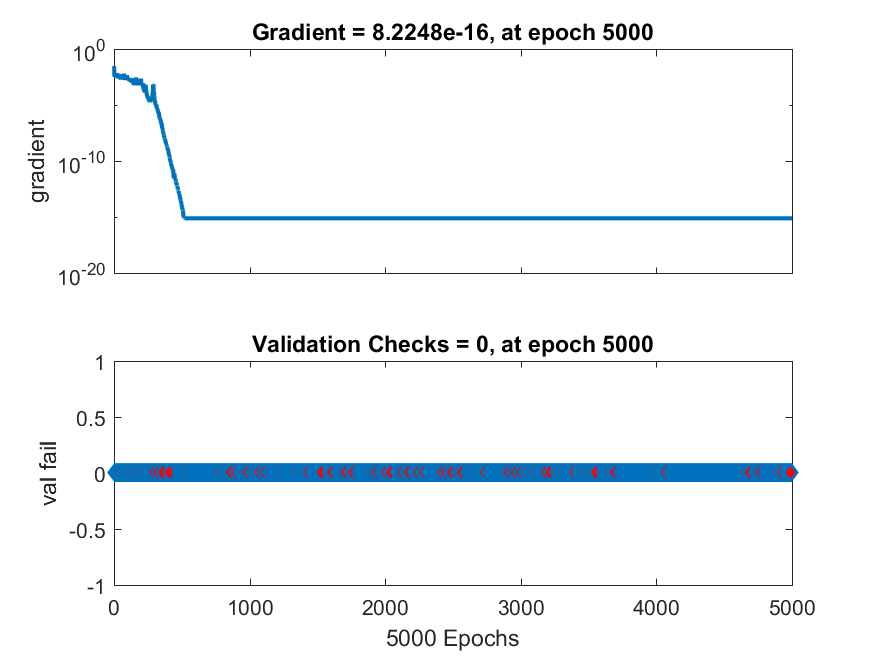 Gradient = 8.2248e-16, at epoch 5000
10^0
10^-10
10^-20
gradient
Validation Checks = 0, at epoch 5000
1
0.5
0
-0.5
-1
val fail
0 1000 2000 3000 4000 5000
5000 Epochs